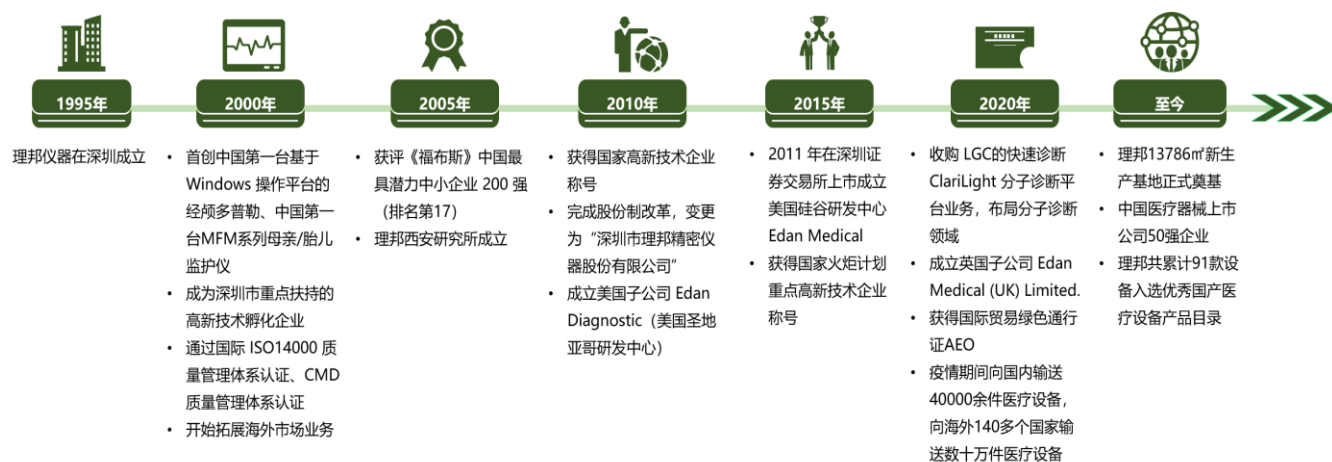 1995年
理邦仪器在深圳成立
2000年
• 首创中国第一台基于
Windows 操作平台的
经颅多普勒、中国第一
台MFM系列母亲/胎儿
监护仪
• 成为深圳市重点扶持的
高新技术孵化企业
• 通过国际 ISO14000 质
量管理体系认证、CMD
质量管理体系认证
• 开始拓展海外市场业务
2005年
• 获评《福布斯》中国最
具潜力中小企业 200 强
（排名第17）
• 理邦西安研究所成立
2010年
• 获得国家高新技术企业
称号
• 完成股份制改革，变更
为“深圳市理邦精密仪
器股份有限公司”
• 成立美国子公司 Edan
Diagnostic（美国圣地
亚哥研发中心）
2015年
• 2011 年在深圳证
券交易所上市成立
美国硅谷研发中心
Edan Medical
• 获得国家火炬计划
重点高新技术企业
称号
2020年
• 收购 LGC的快速诊断
ClariLight 分子诊断平
台业务，布局分子诊断
领域
• 成立英国子公司 Edan
Medical (UK) Limited.
• 获得国际贸易绿色通行
证AEO
• 疫情期间向国内输送
40000余件医疗设备，
向海外140多个国家输
送数十万件医疗设备
至今
• 理邦13786㎡新生
产基地正式奠基
• 中国医疗器械上市
公司50强企业
• 理邦共累计91款设
备入选优秀国产医
疗设备产品目录